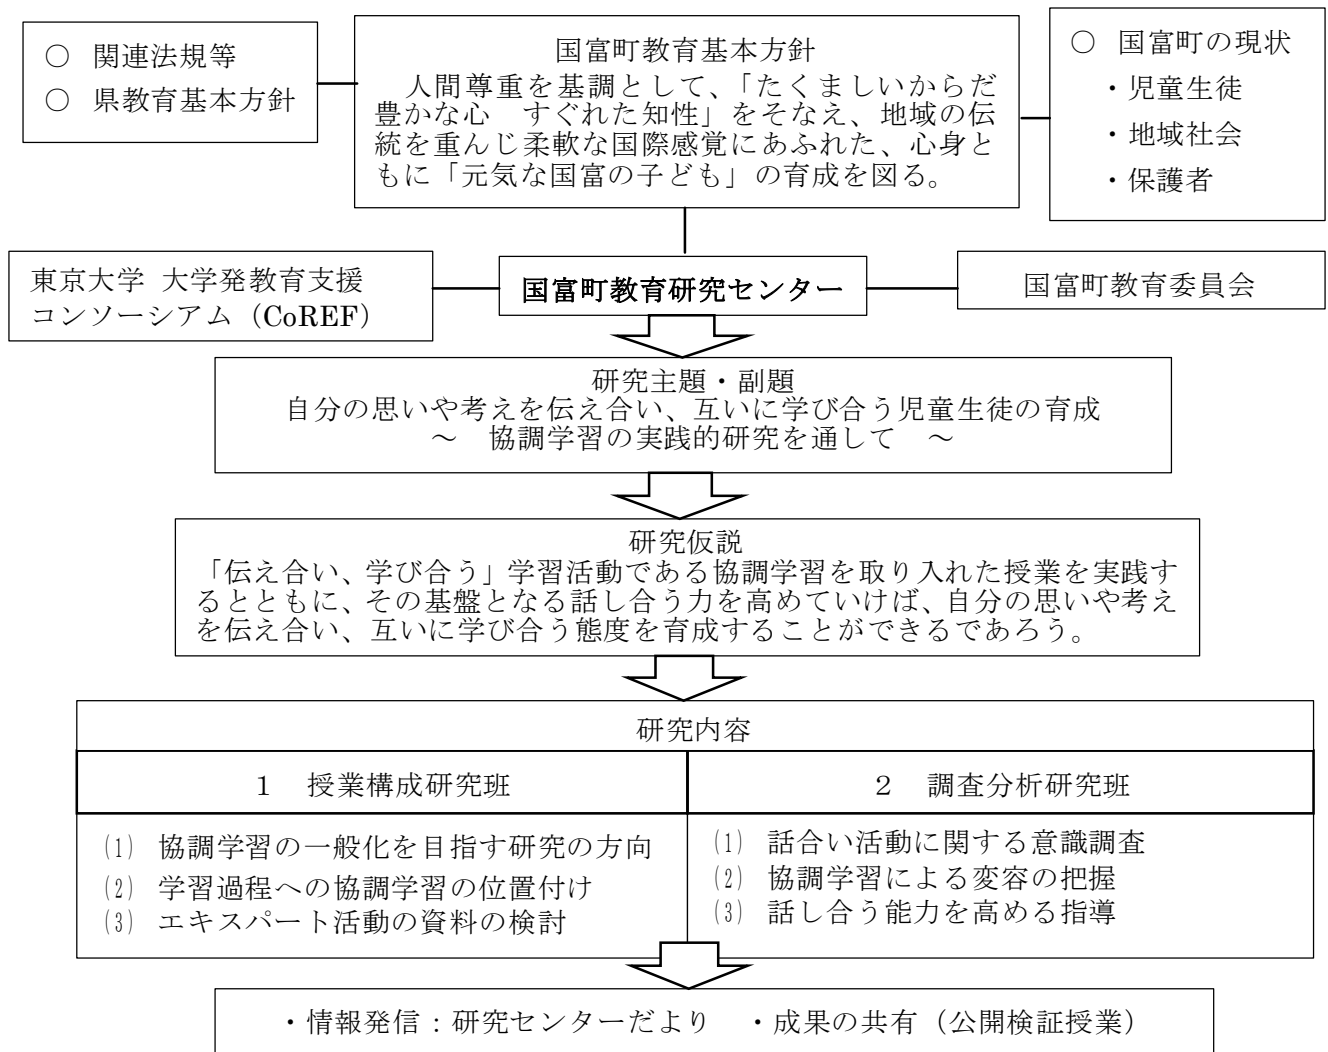 ○ 関連法規等
○ 県教育基本方針
国富町教育基本方針
人間尊重を基調として、「たくましいからだ
豊かな心 すぐれた知性」をそなえ、地域の伝
統を重んじ柔軟な国際感覚にあふれた、心身と
もに「元気な国富の子ども」の育成を図る。
○ 国富町の現状
・児童生徒
・地域社会
・保護者
東京大学 大学発教育支援
コンソーシアム（CoREF）
国富町教育研究センター
国富町教育委員会
研究主題・副題
自分の思いや考えを伝え合い、互いに学び合う児童生徒の育成
～ 協調学習の実践的研究を通して ～
研究仮説
「伝え合い、学び合う」学習活動である協調学習を取り入れた授業を実践す
るとともに、その基盤となる話し合う力を高めていけば、自分の思いや考え
を伝え合い、互いに学び合う態度を育成することができるであろう。
研究内容
１ 授業構成研究班
⑴ 協調学習の一般化を目指す研究の方向
⑵ 学習過程への協調学習の位置付け
⑶ エキスパート活動の資料の検討
２ 調査分析研究班
⑴ 話合い活動に関する意識調査
⑵ 協調学習による変容の把握
⑶ 話し合う能力を高める指導
・情報発信：研究センターだより ・成果の共有（公開検証授業）